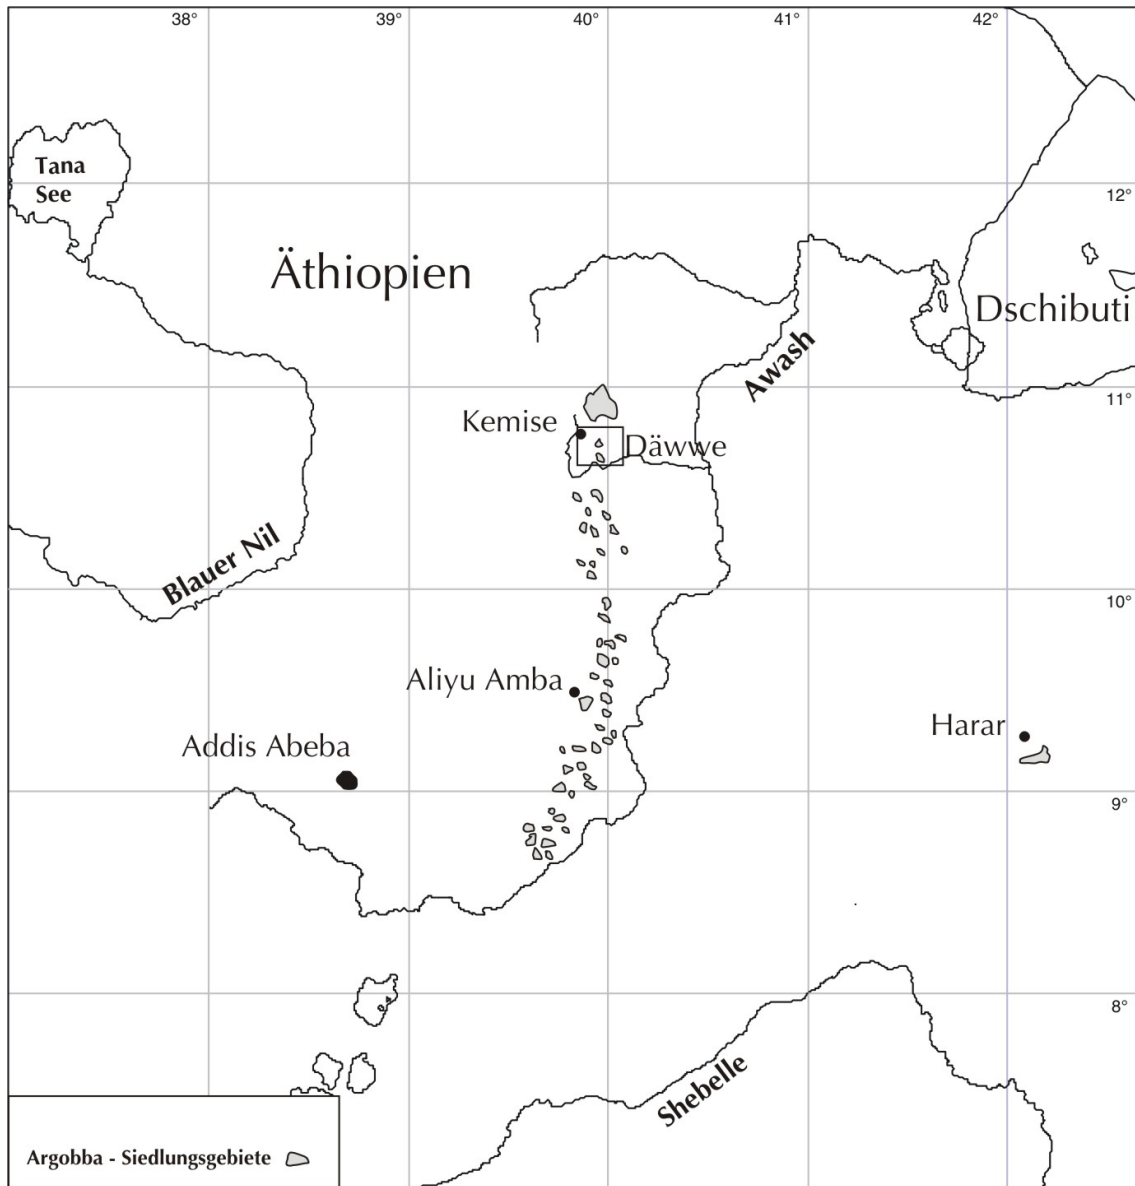 38°
39°
40°
41°
42°
Tana
See
12°
Äthiopien
Dschibuti
Awash
11°
Kemise
Däwwe
Blauer Nil
10°
Aliyu Amba
Harar
Addis Abeba
9°
8°
Shebelle
Argobba - Siedlungsgebiete